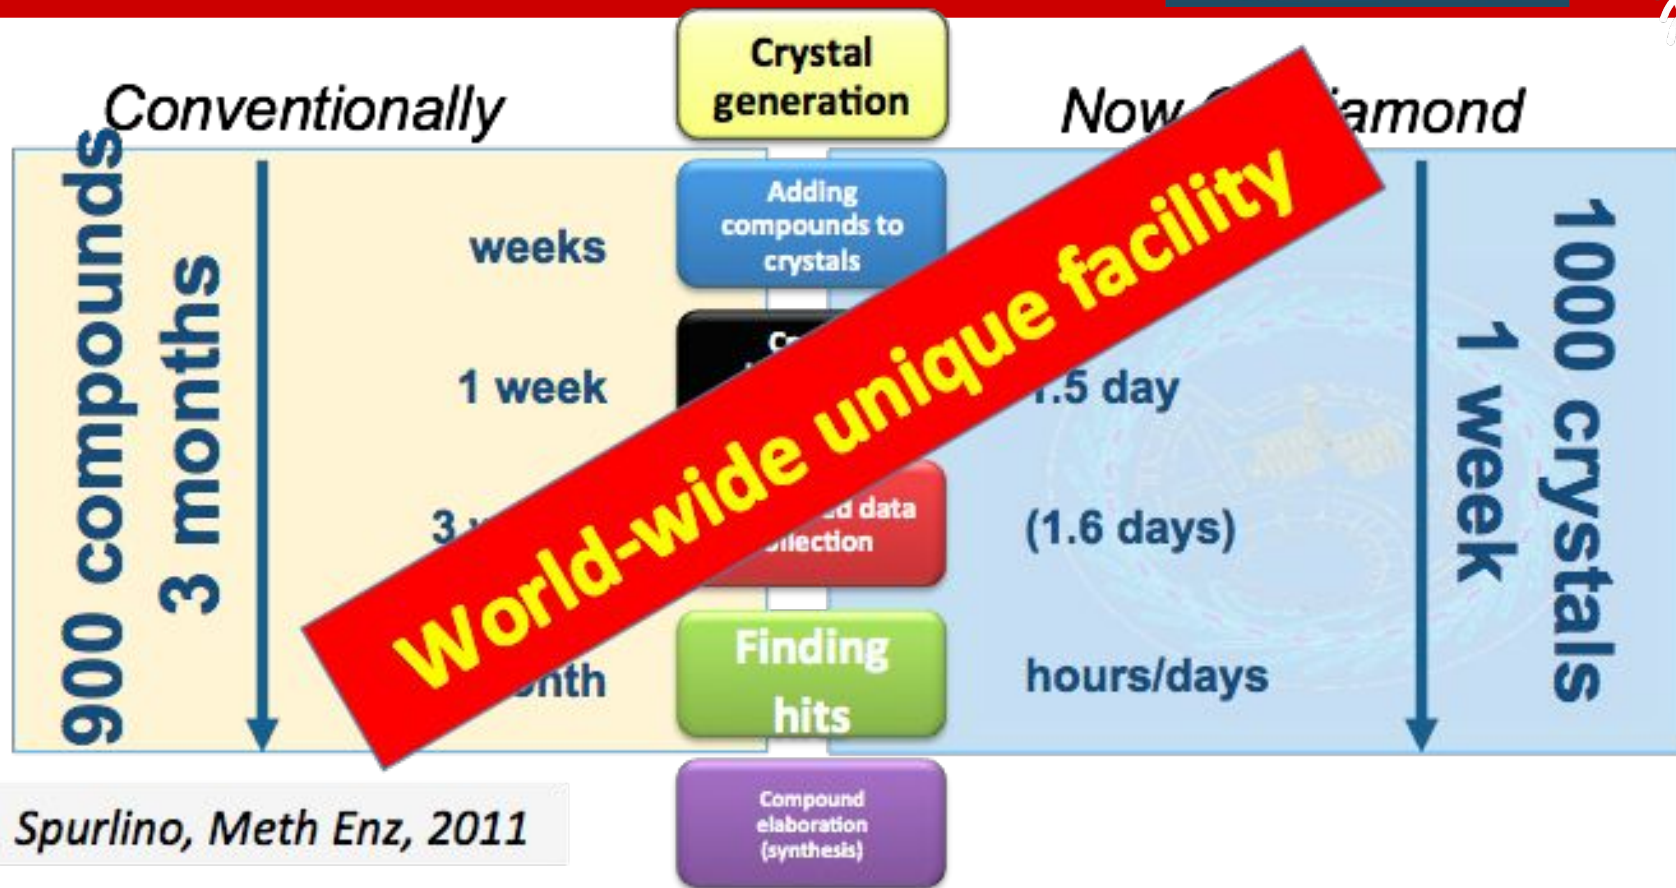 Crystal
generation
Conventionally
Now
amond
900 compounds
3 months
weeks
1 week
3
nth
Adding
compounds to
crystals
data
Finding
hits
Compound
elaboration
(synthesis)
World-wide unique facility
1.5 day
(1.6 days)
hours/days
1 week
1000 crystals
Spurlino, Meth Enz, 2011